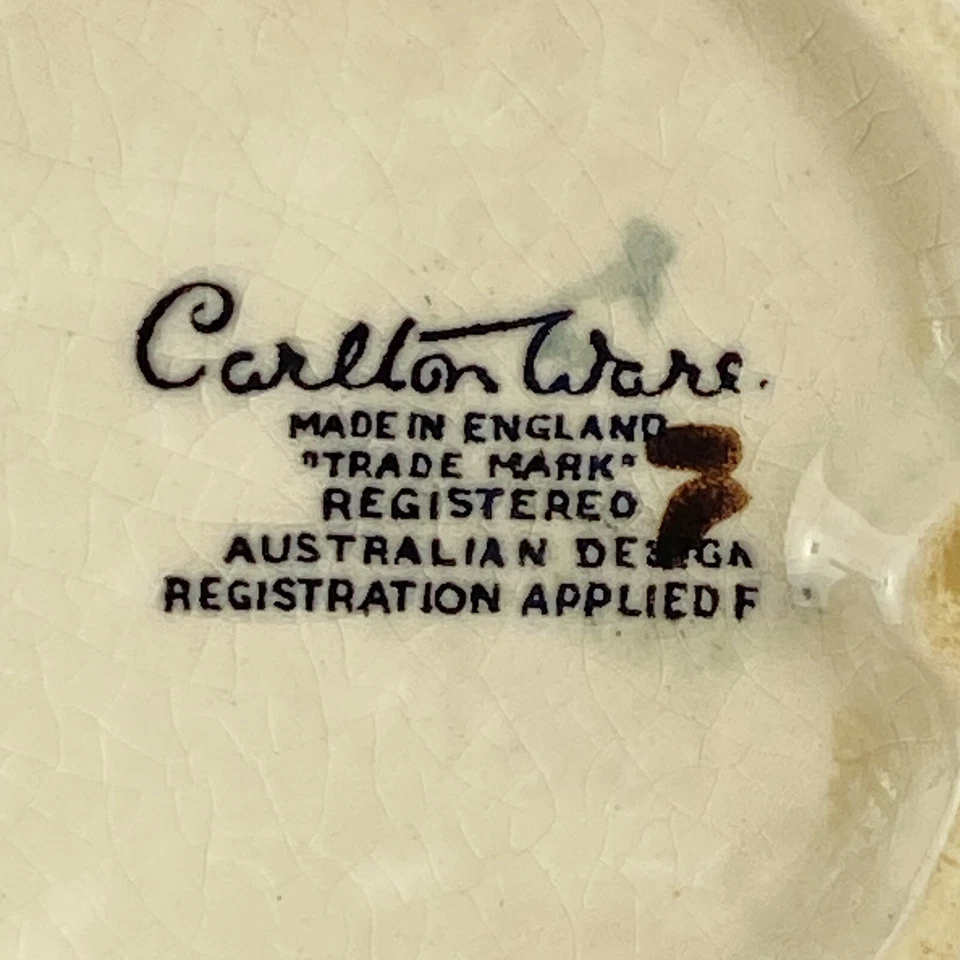 Carlton Ware.
MADE IN ENGLAND
"TRADE MARK"
REGISTERED
AUSTRALIAN DESIGN
REGISTRATION APPLIED F